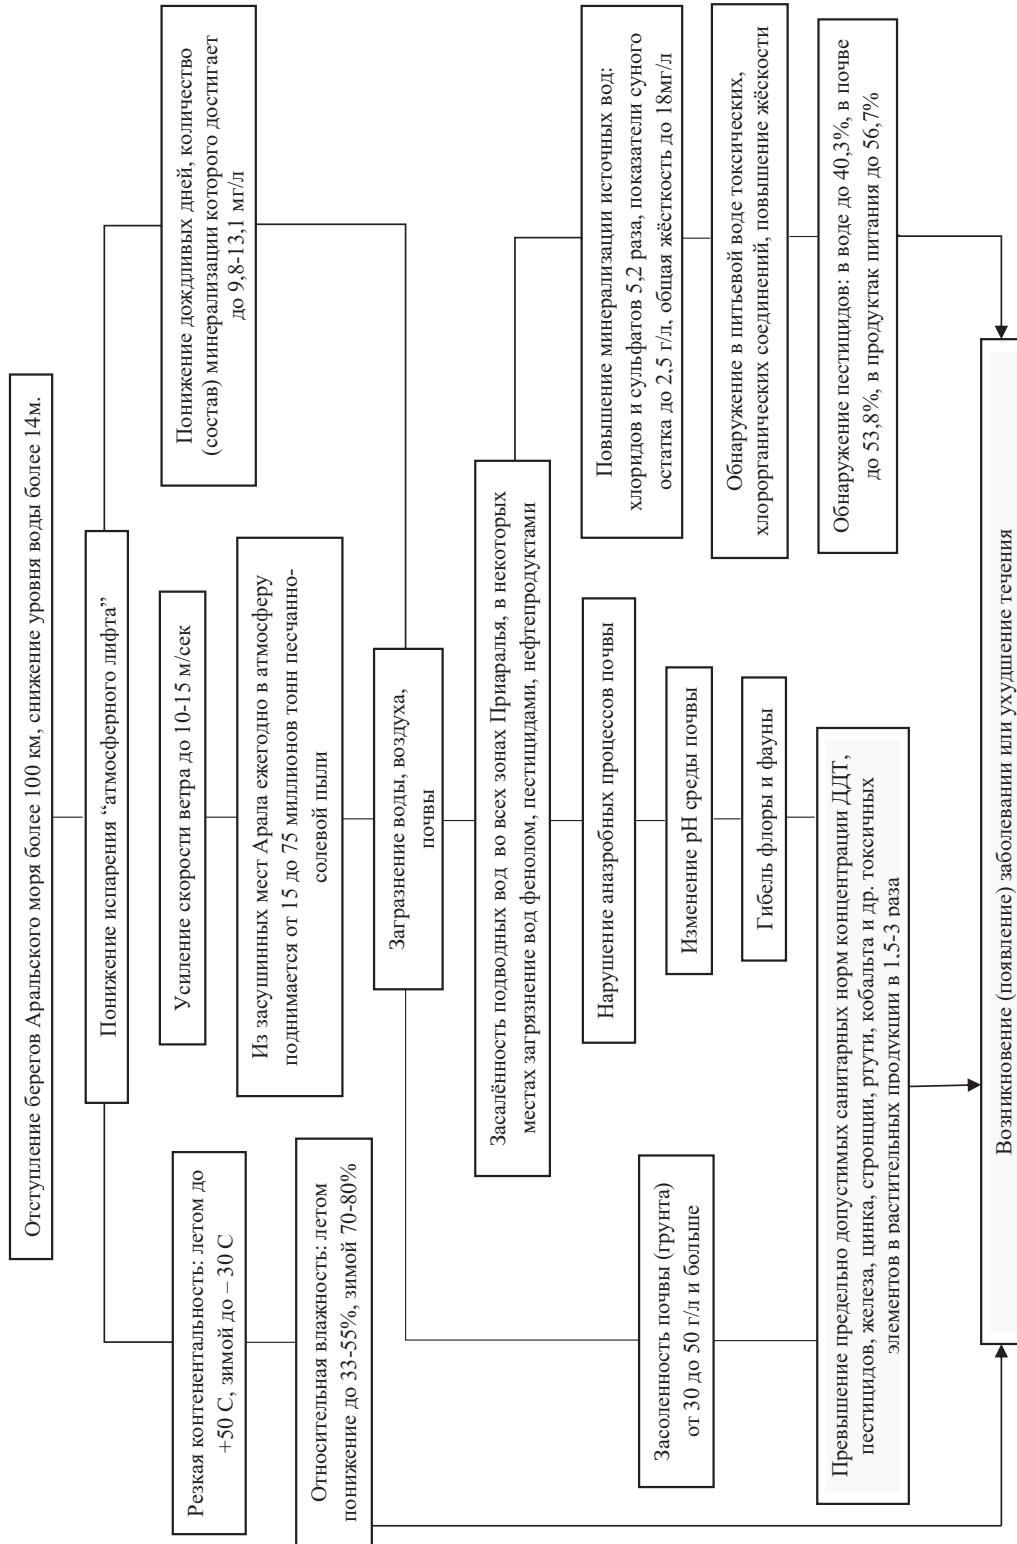 Отступление берегов Аральского моря более 100 км, снижение уровня воды более 14м.
Понижение испарения “атмосферного лифта”
Резкая контенентальность: летом до
+50 С, зимой до – 30 С
Усиление скорости ветра до 10-15 м/сек
Понижение дождливых дней, количество
(состав) минерализации которого достигает
до 9,8-13,1 мг/л
Относительная влажность: летом
понижение до 33-55%, зимой 70-80%
Из засушинных мест Арала ежегодно в атмосферу
поднимается от 15 до 75 миллионов тонн песчанно-
солевой пыли
Загразнение воды, воздуха,
почвы
Засалённость подводных вод во всех зонах Приаралья, в некоторых
местах загрязнение вод фенолом, пестицидами, нефтепродуктами
Засоленность почвы (грунта)
от 30 до 50 г/л и больше
Нарушение аназробных процессов почвы
Изменение рН среды почвы
Гибель флоры и фауны
Повышение минерализации источных вод:
хлоридов и сульфатов 5,2 раза, показатели суного
остатка до 2,5 г/л, общая жёсткость до 18мг/л
Обнаружение в питьевой воде токсических,
хлорорганических соединений, повышение жёскости
Обнаружение пестицидов: в воде до 40,3%, в почве
до 53,8%, в продуктак питания до 56,7%
Превышение предельно допустимых санитарных норм концентрации ДДТ,
пестицидов, железа, цинка, стронции, ртути, кобальта и др. токсичных
элементов в растительных продукции в 1.5-3 раза
Возникновение (появление) заболевании или ухудшение течения